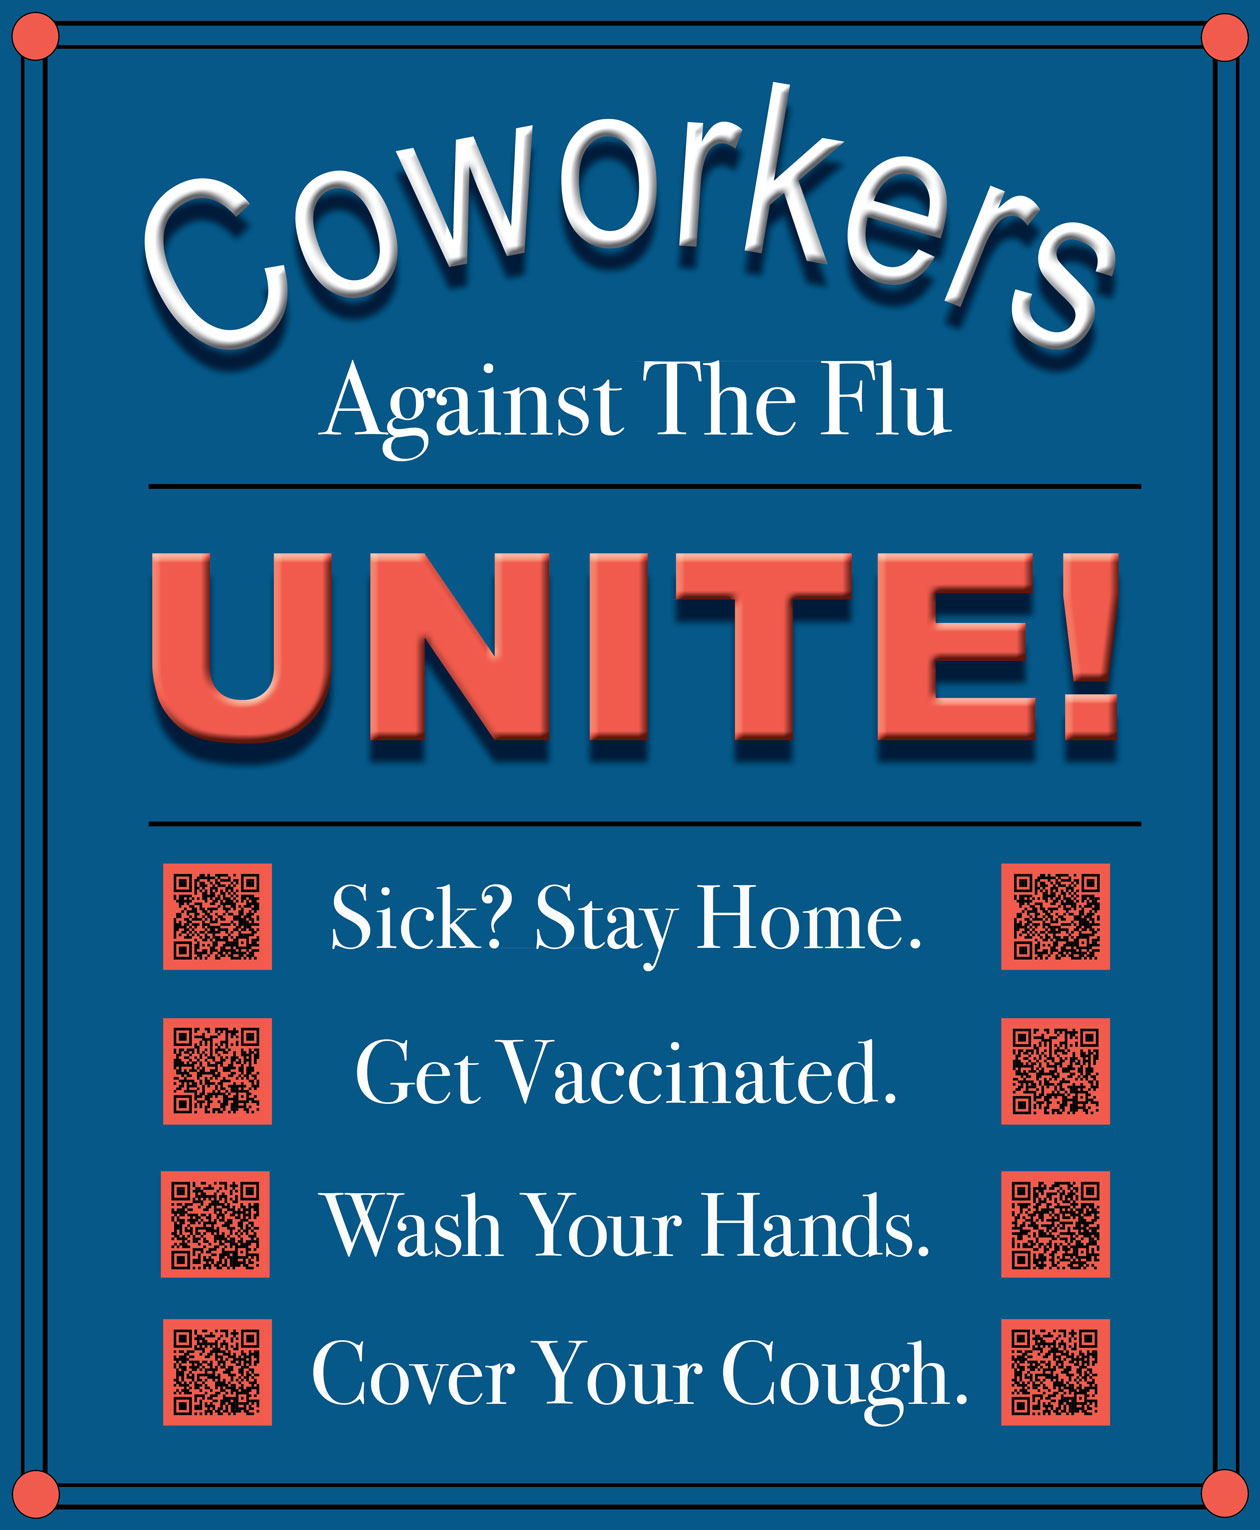 Coworkers
Against The Flu
UNITE!
Sick? Stay Home.
Get Vaccinated.
Wash Your Hands.
Cover Your Cough.